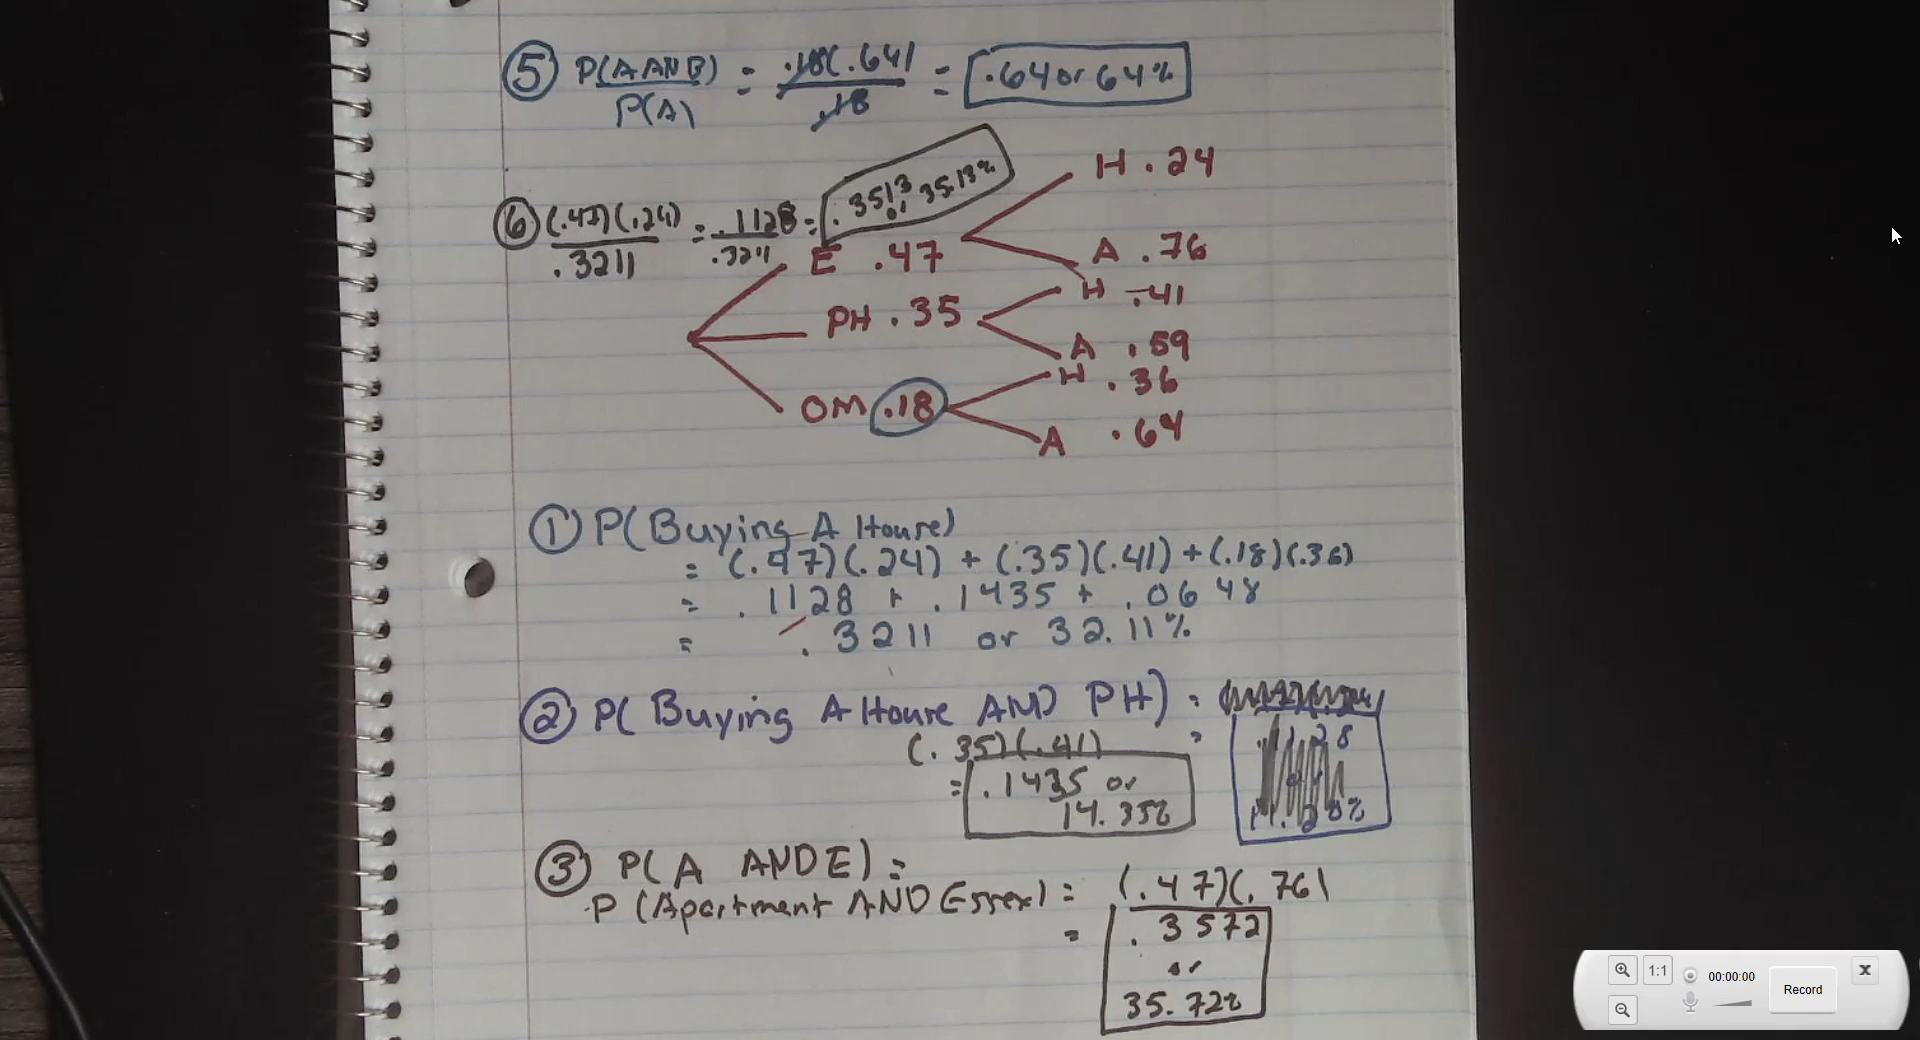 ⑤ P(A AND B) / P(A) = .18(.64) / .18 = .64 or 64%
⑥ (.47)(.24) / .3211 = .1128 / .3211 = .3513 or 35.13%
H .24
E .47
A .76
H .41
PH .35
A .59
H .36
OM .18
A .64
① P(Buying A House)
= (.47)(.24) + (.35)(.41) + (.18)(.36)
= .1128 + .1435 + .0648
= .3211 or 32.11%
② P(Buying A House AND PH) =
(.35)(.41) =
= .1435 or
14.35%
③ P(A AND E) =
P(Apartment AND Essex) = (.47)(.76)
= .3572
or
35.72%
1:1
00:00:00
Record
X